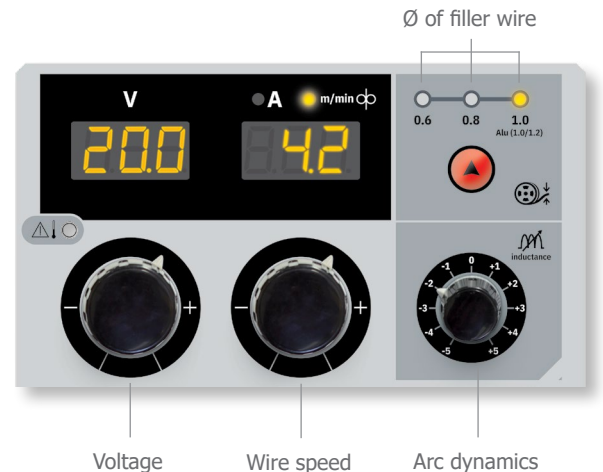 Ø of filler wire
V
A m/min
0.6 0.8 1.0
Alu (1.0/1.2)
20.0 4.2
inductance
0
-1 +1
-2 +2
-3 +3
-4 +4
-5 +5
- + - +
Voltage Wire speed Arc dynamics